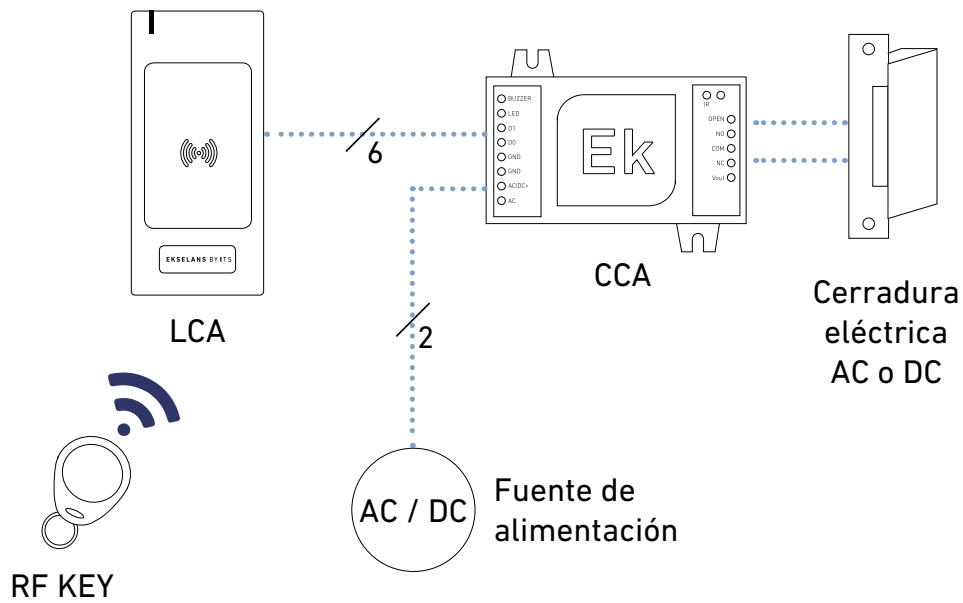 BUZZER
LED
D1
D0
GND
GND
AC|DC+
AC
Ek
IR
OPEN
NO
COM
NC
Vout
6
EKSELANS BY ITS
LCA
CCA
Cerradura
eléctrica
AC o DC
2
AC / DC
Fuente de
alimentación
RF KEY